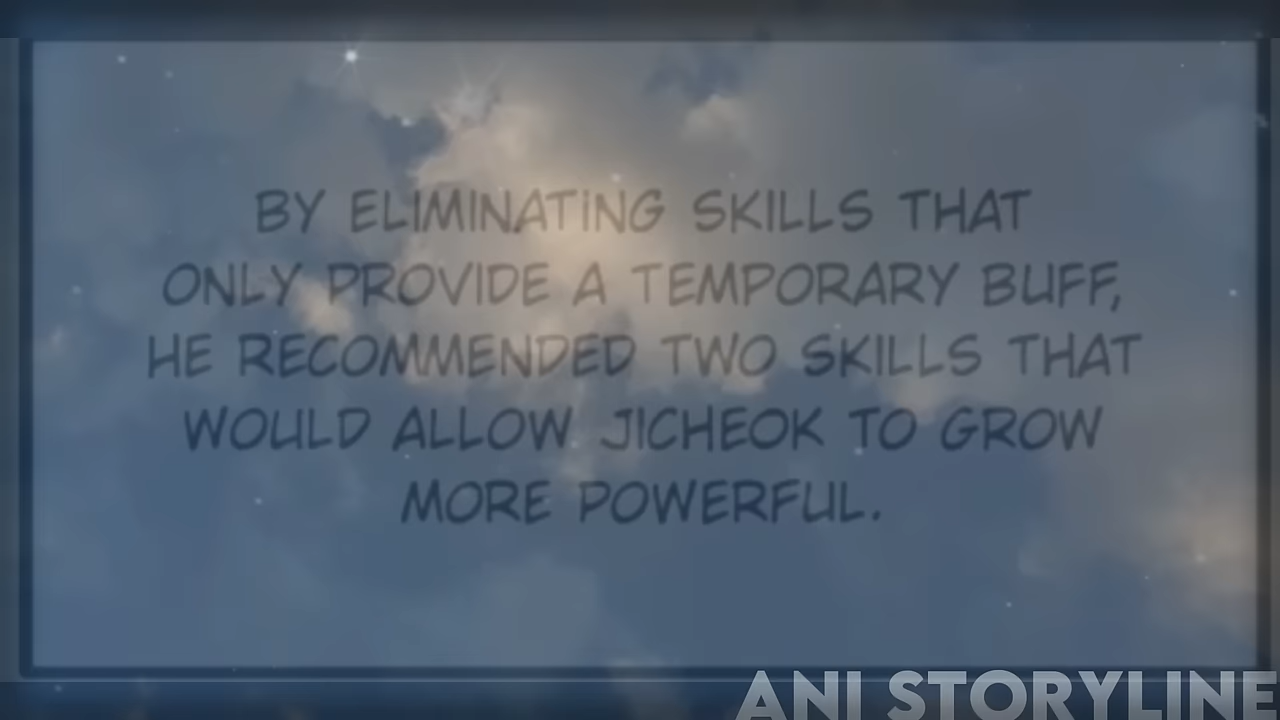 BY ELIMINATING SKILLS THAT
ONLY PROVIDE A TEMPORARY BUFF,
HE RECOMMENDED TWO SKILLS THAT
WOULD ALLOW JICHEOK TO GROW
MORE POWERFUL.
ANI STORYLINE